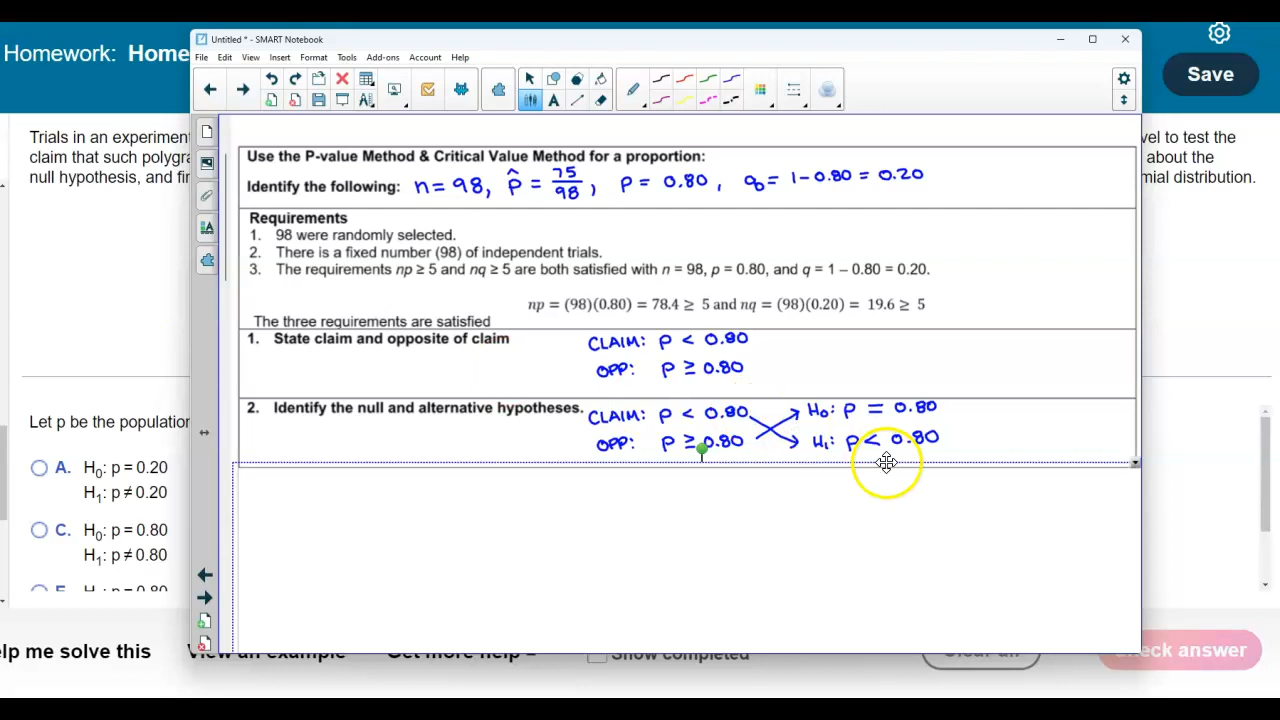 Homework: Home
Save
Untitled * - SMART Notebook
File Edit View Insert Format Tools Add-ons Account Help
Trials in an experiment
claim that such polygra
null hypothesis, and fin
vel to test the
about the
mial distribution.
Use the P-value Method & Critical Value Method for a proportion:
Identify the following: n = 98, p̂ = 75/98, p = 0.80, q = 1 - 0.80 = 0.20
Requirements
1. 98 were randomly selected.
2. There is a fixed number (98) of independent trials.
3. The requirements np ≥ 5 and nq ≥ 5 are both satisfied with n = 98, p = 0.80, and q = 1 – 0.80 = 0.20.
np = (98)(0.80) = 78.4 ≥ 5 and nq = (98)(0.20) = 19.6 ≥ 5
The three requirements are satisfied
1. State claim and opposite of claim
CLAIM: p < 0.80
OPP: p ≥ 0.80
2. Identify the null and alternative hypotheses.
CLAIM: p < 0.80
OPP: p ≥ 0.80
H₀: p = 0.80
H₁: p < 0.80
Let p be the population
A. H₀: p = 0.20
H₁: p ≠ 0.20
C. H₀: p = 0.80
H₁: p ≠ 0.80
elp me solve this
View an example
Get more help
Show completed
Clear all
Check answer